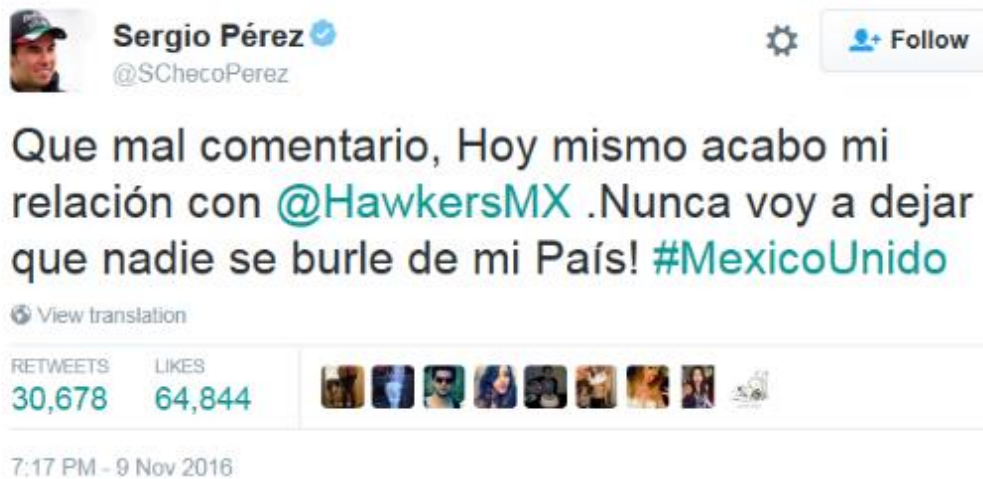 Sergio Pérez
Follow
@SChecoPerez
Que mal comentario, Hoy mismo acabo mi
relación con @HawkersMX .Nunca voy a dejar
que nadie se burle de mi País! #MexicoUnido
View translation
RETWEETS LIKES
30,678 64,844
7:17 PM - 9 Nov 2016